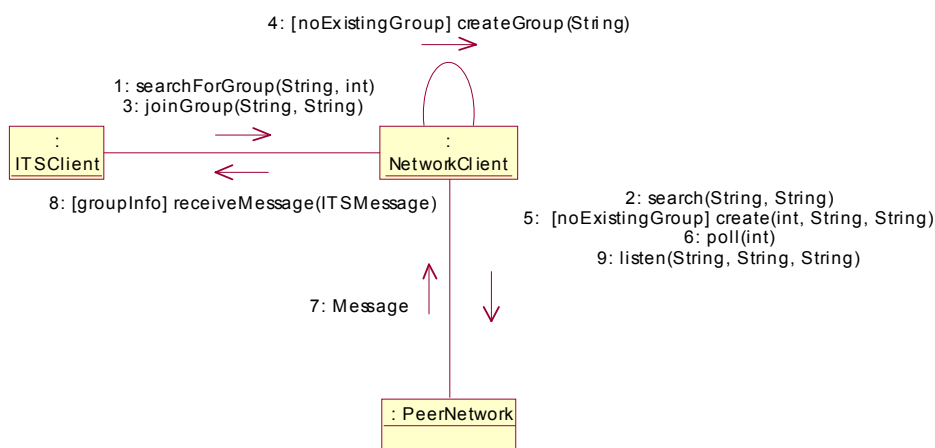 4: [noExistingGroup] createGroup(String)
1: searchForGroup(String, int)
3: joinGroup(String, String)
:
ITSClient
:
NetworkClient
8: [groupInfo] receiveMessage(ITSMessage)
2: search(String, String)
5: [noExistingGroup] create(int, String, String)
6: poll(int)
9: listen(String, String, String)
7: Message
: PeerNetwork